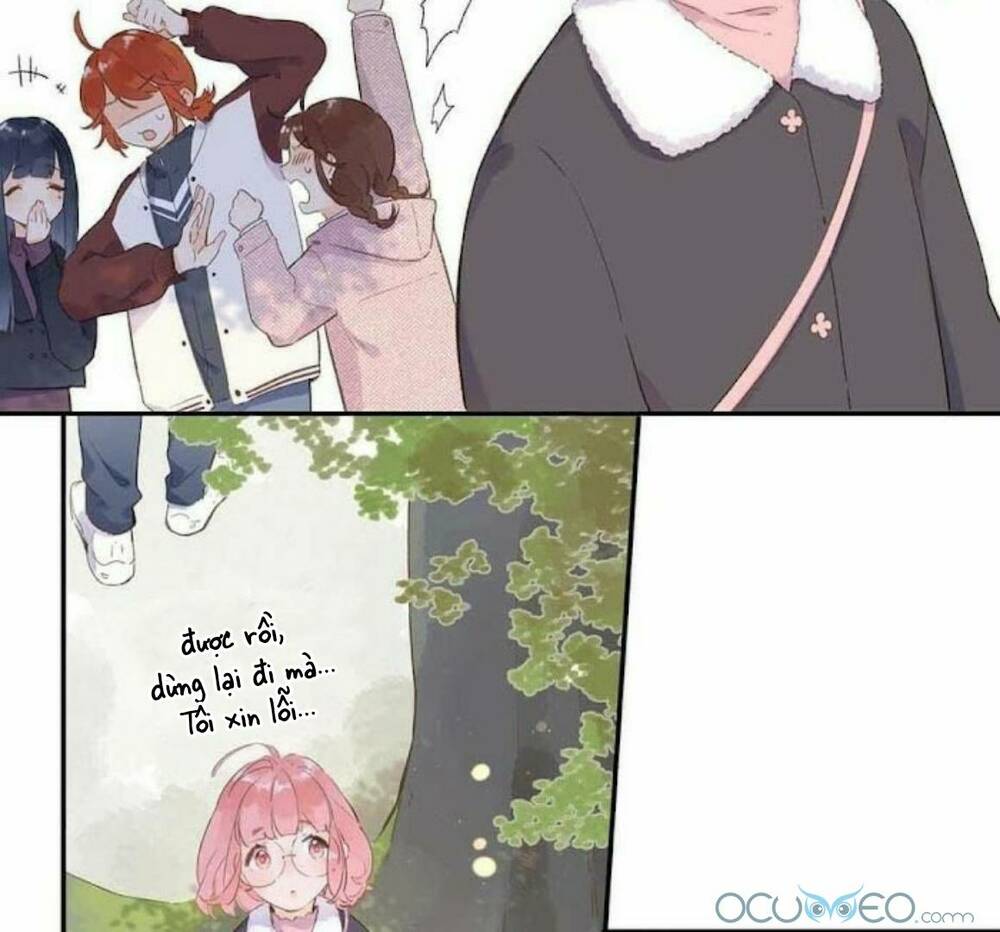 được rồi,
dừng lại đi mà...
Tôi xin lỗi...
OCUMEO.com